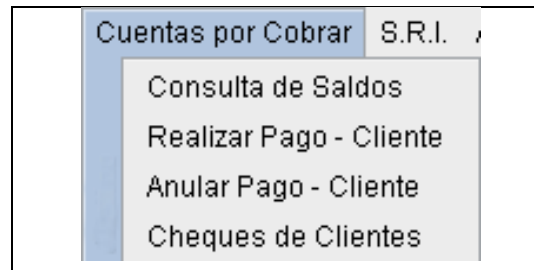 Cuentas por Cobrar S.R.I.
Consulta de Saldos
Realizar Pago - Cliente
Anular Pago - Cliente
Cheques de Clientes